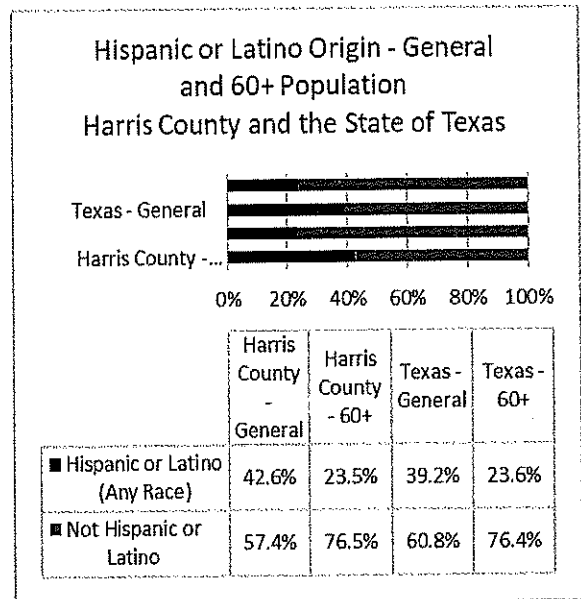 Hispanic or Latino Origin - General
and 60+ Population
Harris County and the State of Texas
Texas - General
Harris County -...
0% 20% 40% 60% 80% 100%
Harris County - General
Harris County - 60+
Texas - General
Texas - 60+
■ Hispanic or Latino (Any Race) 42.6% 23.5% 39.2% 23.6%
■ Not Hispanic or Latino 57.4% 76.5% 60.8% 76.4%